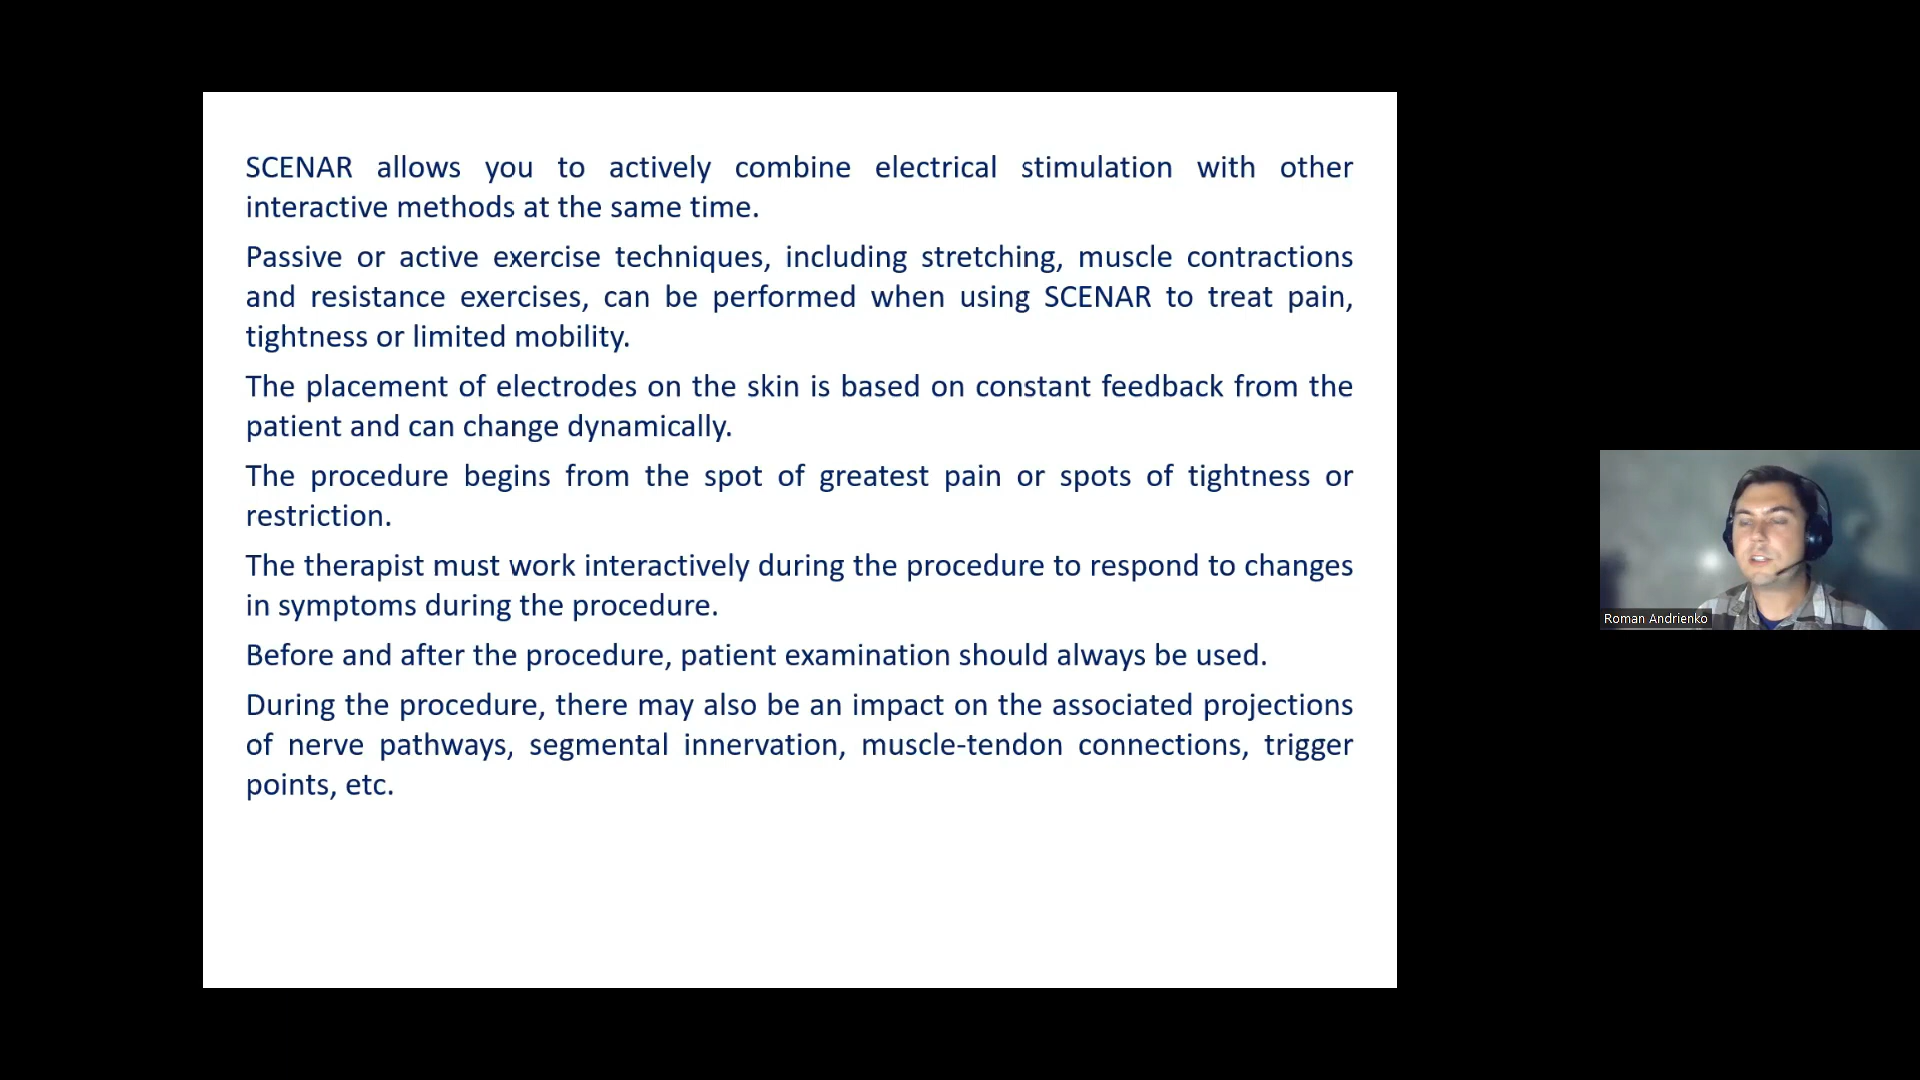 SCENAR allows you to actively combine electrical stimulation with other
interactive methods at the same time.
Passive or active exercise techniques, including stretching, muscle contractions
and resistance exercises, can be performed when using SCENAR to treat pain,
tightness or limited mobility.
The placement of electrodes on the skin is based on constant feedback from the
patient and can change dynamically.
The procedure begins from the spot of greatest pain or spots of tightness or
restriction.
The therapist must work interactively during the procedure to respond to changes
in symptoms during the procedure.
Before and after the procedure, patient examination should always be used.
During the procedure, there may also be an impact on the associated projections
of nerve pathways, segmental innervation, muscle-tendon connections, trigger
points, etc.
Roman Andrienko